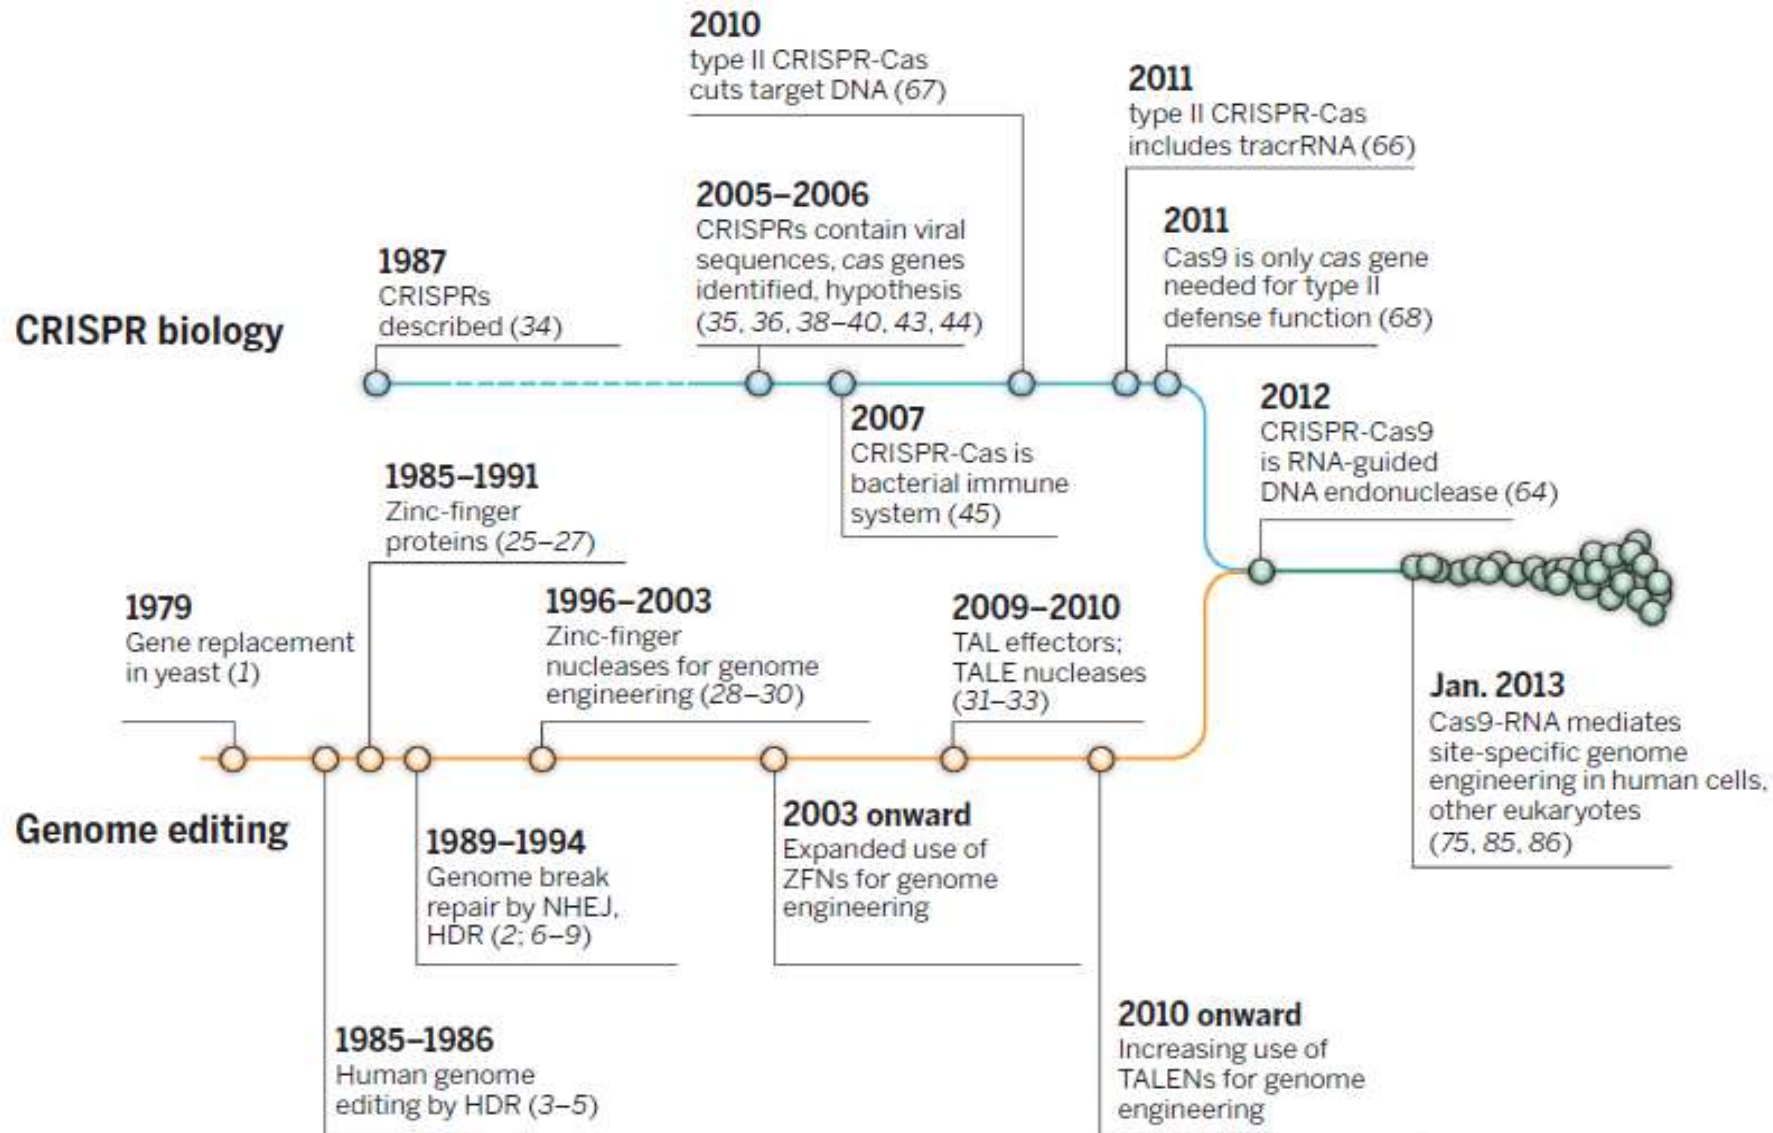 2010
type II CRISPR-Cas
cuts target DNA (67)
2011
type II CRISPR-Cas
includes tracrRNA (66)
2005–2006
CRISPRs contain viral
sequences, cas genes
identified, hypothesis
(35, 36, 38–40, 43, 44)
2011
Cas9 is only cas gene
needed for type II
defense function (68)
1987
CRISPRs
described (34)
CRISPR biology
2007
CRISPR-Cas is
bacterial immune
system (45)
2012
CRISPR-Cas9
is RNA-guided
DNA endonuclease (64)
1985–1991
Zinc-finger
proteins (25–27)
1979
Gene replacement
in yeast (1)
1996–2003
Zinc-finger
nucleases for genome
engineering (28–30)
2009–2010
TAL effectors;
TALE nucleases
(31–33)
Jan. 2013
Cas9-RNA mediates
site-specific genome
engineering in human cells,
other eukaryotes
(75, 85, 86)
Genome editing
1989–1994
Genome break
repair by NHEJ,
HDR (2; 6–9)
2003 onward
Expanded use of
ZFNs for genome
engineering
1985–1986
Human genome
editing by HDR (3–5)
2010 onward
Increasing use of
TALENs for genome
engineering